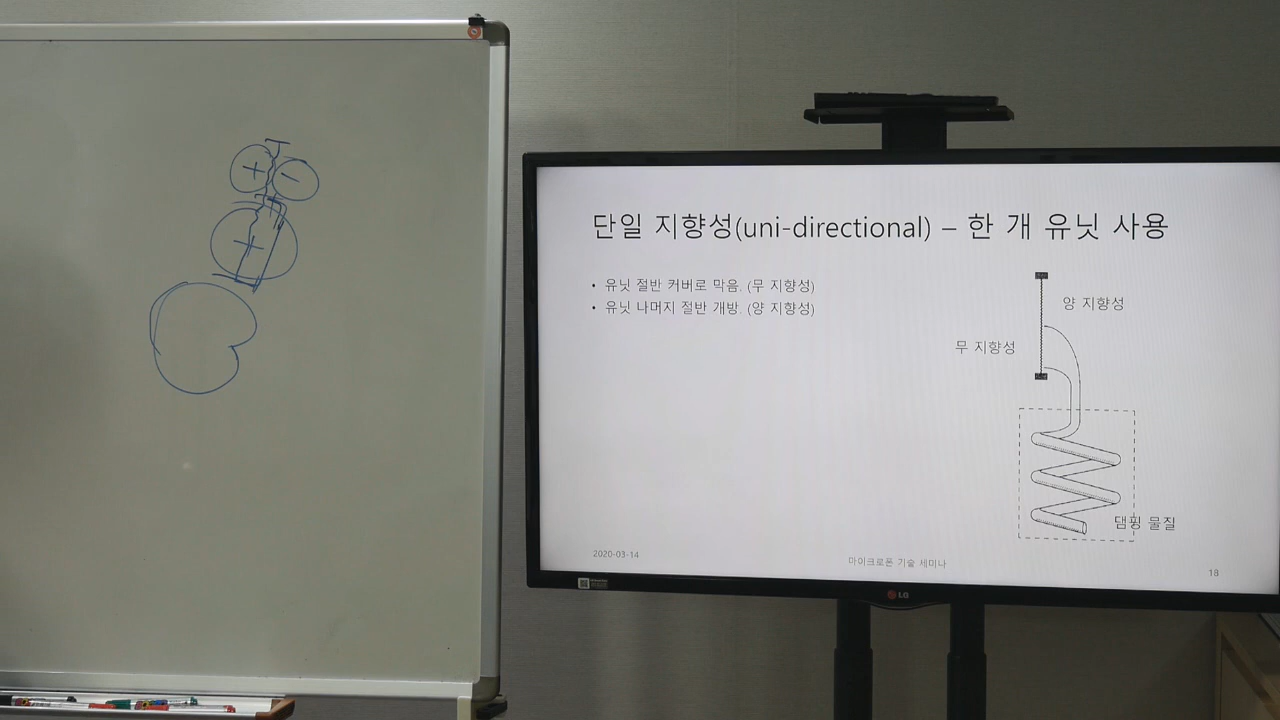 + −
+
단일 지향성(uni-directional) – 한 개 유닛 사용
• 유닛 절반 커버로 막음. (무 지향성)
• 유닛 나머지 절반 개방. (양 지향성)
양 지향성
무 지향성
댐핑 물질
2020-03-14
마이크로폰 기술 세미나
18
LG